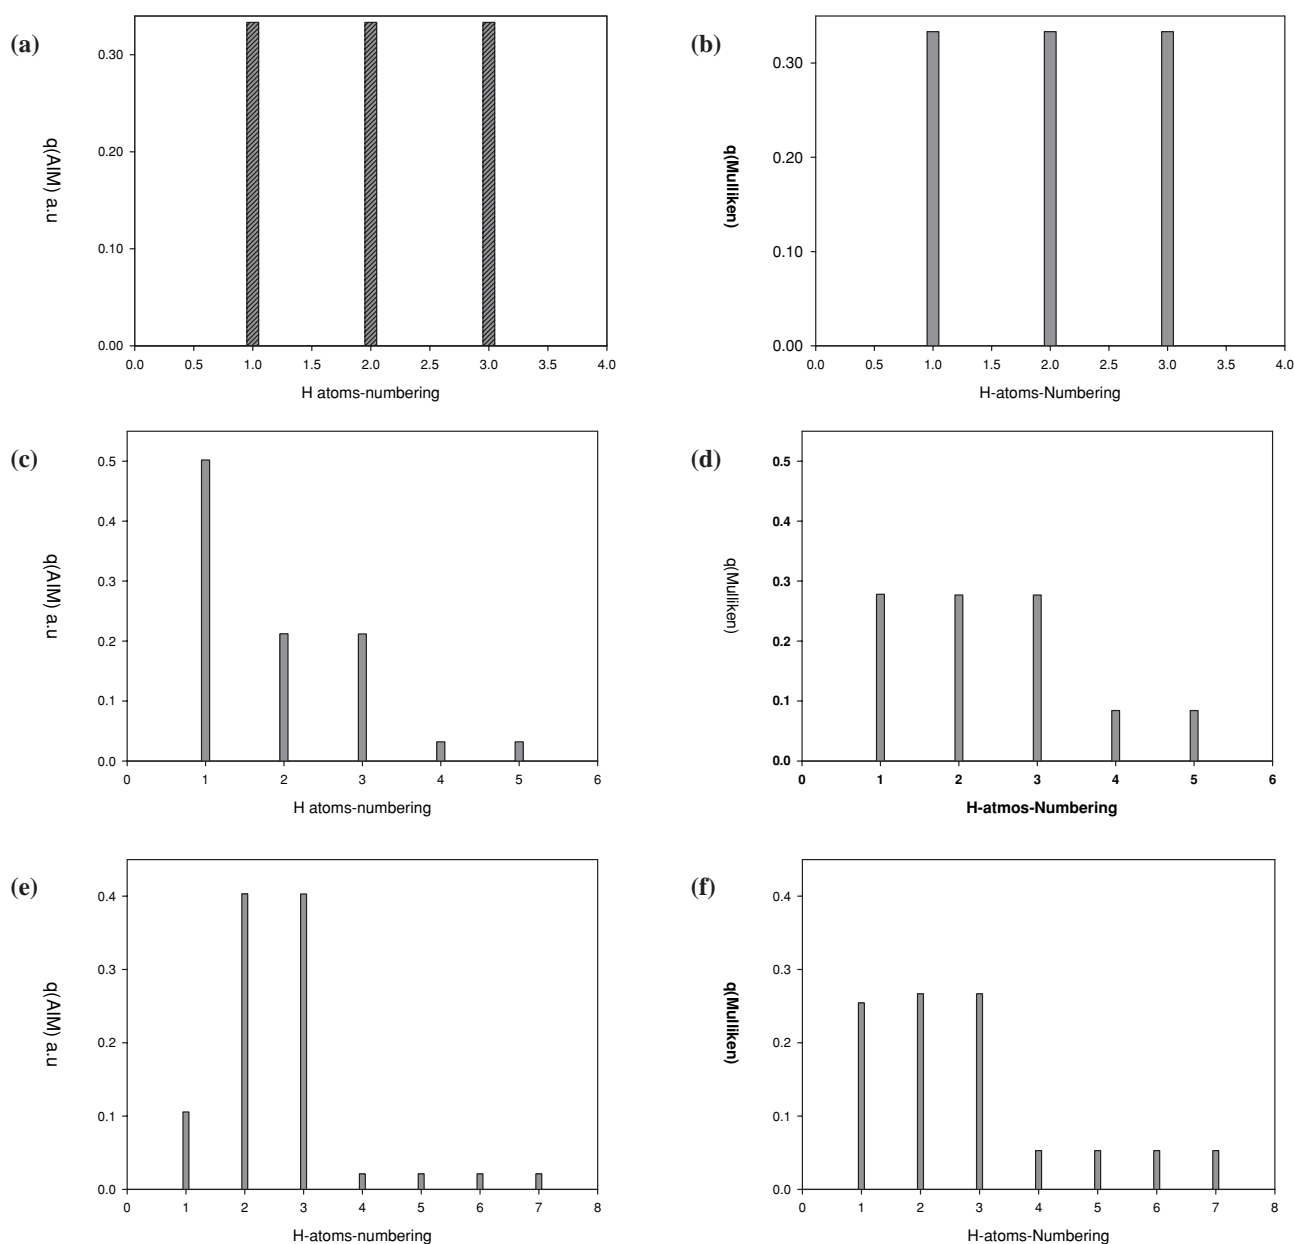 (a)
0.30
0.20
0.10
0.00
q(AIM) a.u
0.0 0.5 1.0 1.5 2.0 2.5 3.0 3.5 4.0
H atoms-numbering
(b)
0.30
0.20
0.10
0.00
q(Mulliken)
0.0 0.5 1.0 1.5 2.0 2.5 3.0 3.5 4.0
H-atoms-Numbering
(c)
0.5
0.4
0.3
0.2
0.1
0.0
q(AIM) a.u
0 1 2 3 4 5 6
H atoms-numbering
(d)
0.5
0.4
0.3
0.2
0.1
0.0
q(Mulliken)
0 1 2 3 4 5 6
H-atmos-Numbering
(e)
0.4
0.3
0.2
0.1
0.0
q(AIM) a.u
0 1 2 3 4 5 6 7 8
H-atoms-numbering
(f)
0.4
0.3
0.2
0.1
0.0
q(Mulliken)
0 1 2 3 4 5 6 7 8
H-atoms-Numbering